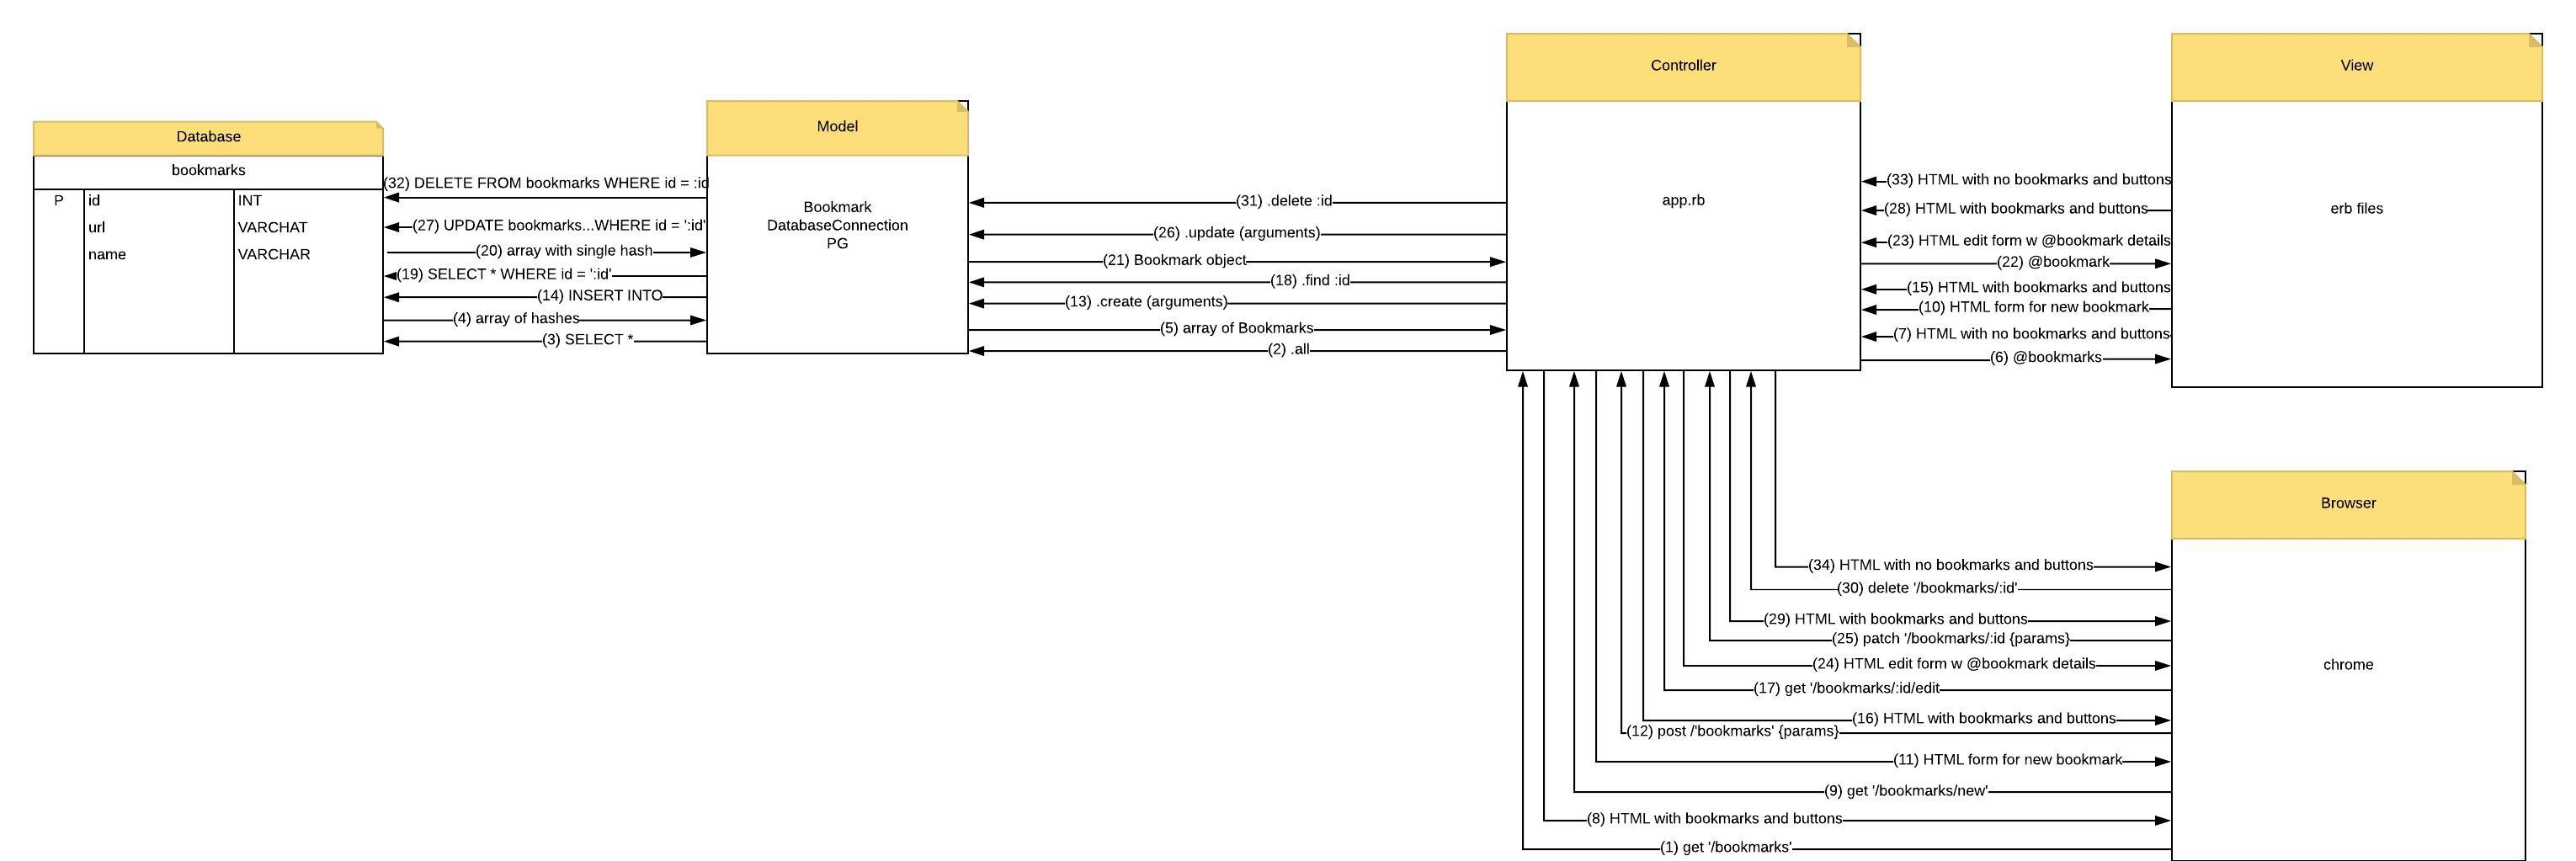 Controller
View
Model
Database
bookmarks
(32) DELETE FROM bookmarks WHERE id = :id
(33) HTML with no bookmarks and buttons
P
id
INT
(31) .delete :id
app.rb
Bookmark
DatabaseConnection
PG
(28) HTML with bookmarks and buttons
erb files
url
VARCHAT
(27) UPDATE bookmarks...WHERE id = ':id'
(26) .update (arguments)
(23) HTML edit form w @bookmark details
name
VARCHAR
(20) array with single hash
(21) Bookmark object
(22) @bookmark
(19) SELECT * WHERE id = ':id'
(18) .find :id
(15) HTML with bookmarks and buttons
(14) INSERT INTO
(13) .create (arguments)
(10) HTML form for new bookmark
(4) array of hashes
(5) array of Bookmarks
(7) HTML with no bookmarks and buttons
(3) SELECT *
(2) .all
(6) @bookmarks
Browser
(34) HTML with no bookmarks and buttons
(30) delete '/bookmarks/:id'
(29) HTML with bookmarks and buttons
(25) patch '/bookmarks/:id {params}
(24) HTML edit form w @bookmark details
chrome
(17) get '/bookmarks/:id/edit
(16) HTML with bookmarks and buttons
(12) post /'bookmarks' {params}
(11) HTML form for new bookmark
(9) get '/bookmarks/new'
(8) HTML with bookmarks and buttons
(1) get '/bookmarks'